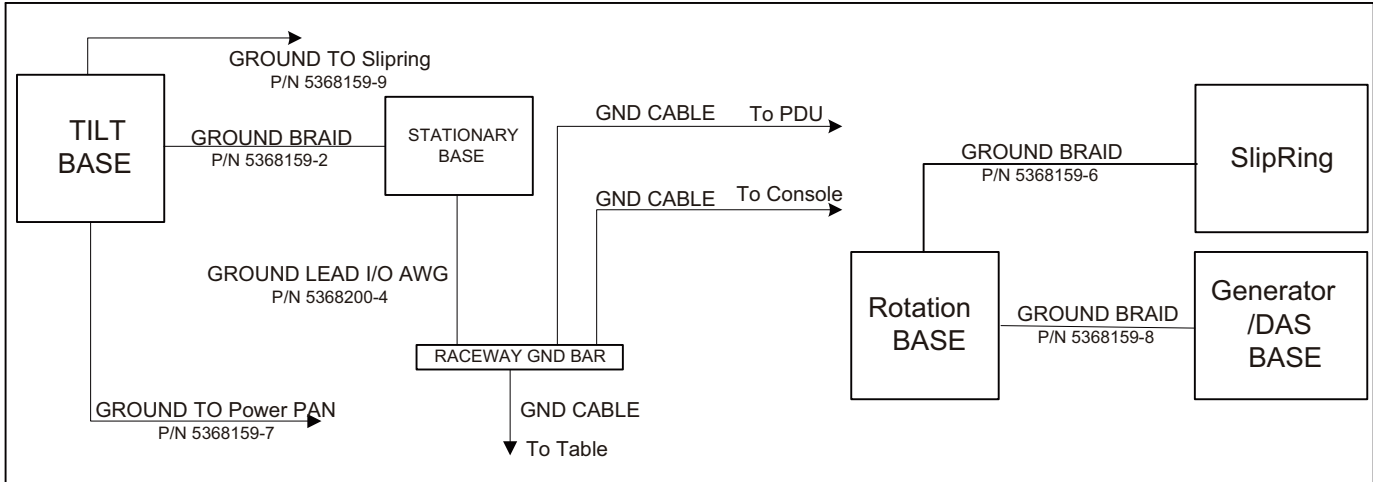 GROUND TO Slipring
P/N 5368159-9
TILT
BASE
GROUND BRAID
P/N 5368159-2
STATIONARY
BASE
GND CABLE
To PDU
GND CABLE
To Console
GROUND LEAD I/O AWG
P/N 5368200-4
RACEWAY GND BAR
GROUND TO Power PAN
P/N 5368159-7
GND CABLE
To Table
GROUND BRAID
P/N 5368159-6
SlipRing
Rotation
BASE
GROUND BRAID
P/N 5368159-8
Generator
/DAS
BASE